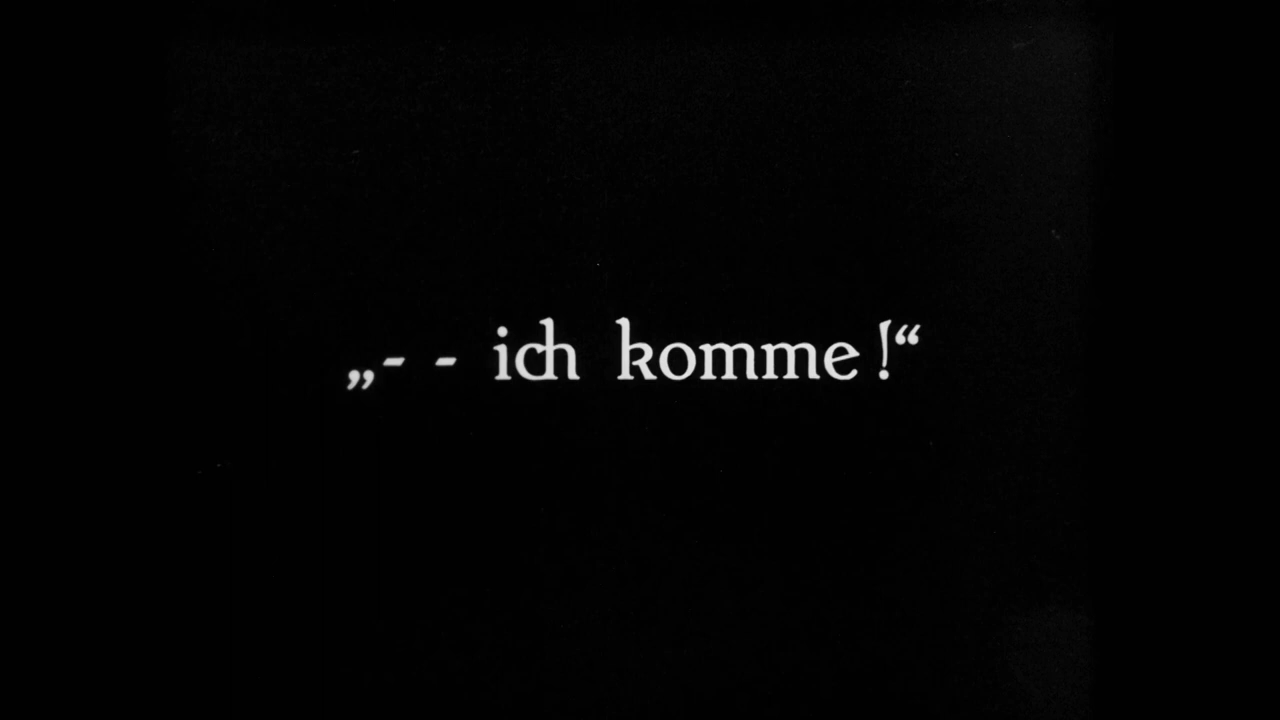 „- - ich komme!“